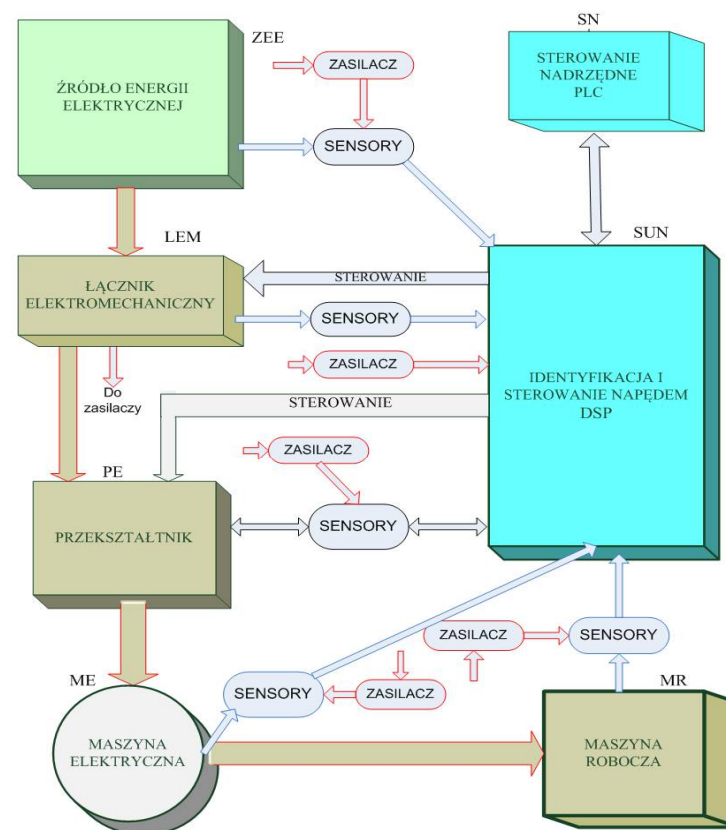 SN
ZEE
ZASILACZ
STEROWANIE
NADRZĘDNE
PLC
ŹRÓDŁO ENERGII
ELEKTRYCZNEJ
SENSORY
LEM
SUN
STEROWANIE
ŁĄCZNIK
ELEKTROMECHANICZNY
SENSORY
ZASILACZ
IDENTYFIKACJA I
STEROWANIE NAPĘDEM
DSP
Do
zasilaczy
STEROWANIE
PE
ZASILACZ
SENSORY
PRZEKSZTAŁTNIK
ZASILACZ
SENSORY
ME
SENSORY
ZASILACZ
MR
MASZYNA
ELEKTRYCZNA
MASZYNA
ROBOCZA